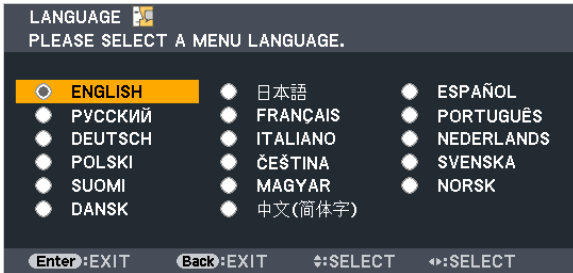 LANGUAGE
PLEASE SELECT A MENU LANGUAGE.
ENGLISH 日本語 ESPAÑOL
РУССКИЙ FRANÇAIS PORTUGUÊS
DEUTSCH ITALIANO NEDERLANDS
POLSKI ČEŠTINA SVENSKA
SUOMI MAGYAR NORSK
DANSK 中文(简体字)
Enter:EXIT Back:EXIT :SELECT :SELECT